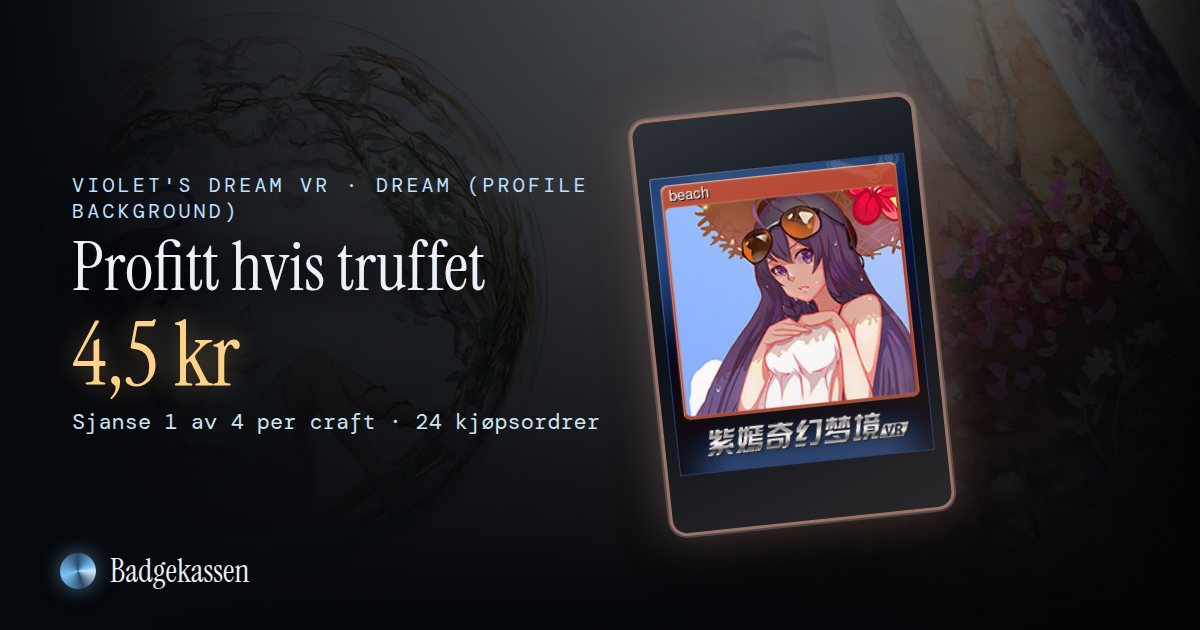 VIOLET'S DREAM VR · DREAM (PROFILE
BACKGROUND)
Profitt hvis truffet
4,5 kr
Sjanse 1 av 4 per craft · 24 kjøpsordrer
beach
紫嫣奇幻梦境VR
Badgekassen